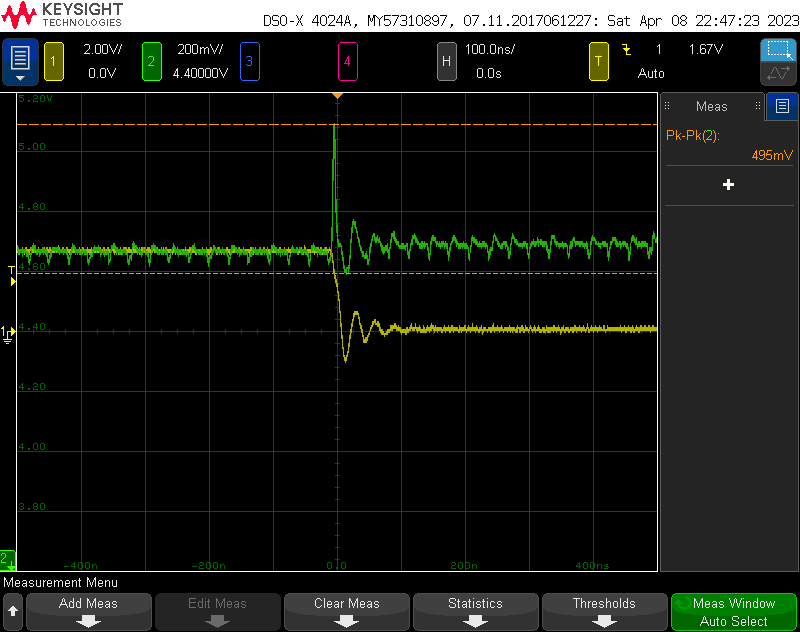 KEYSIGHT
TECHNOLOGIES
DSO-X 4024A, MY57310897, 07.11.2017061227: Sat Apr 08 22:47:23 2023
1 2.00V/ 2 200mV/ 3 4 H 100.0ns/ T 1 1.67V
0.0V 4.40000V 0.0s Auto
5.20V
5.00
4.80
4.60
4.40
4.20
4.00
3.80
T
1
2
-400n -200n 0.0 200n 400ns
Meas
Pk-Pk(2):
495mV
Measurement Menu
Add Meas
Edit Meas
Clear Meas
Statistics
Thresholds
Meas Window
Auto Select